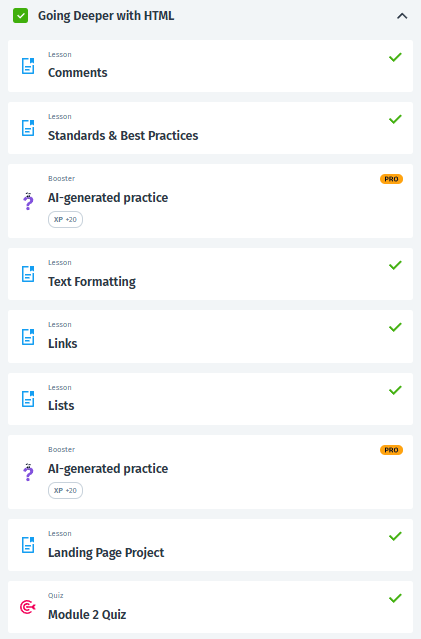 Going Deeper with HTML
Lesson
Comments
Lesson
Standards & Best Practices
Booster
PRO
AI-generated practice
XP +20
Lesson
Text Formatting
Lesson
Links
Lesson
Lists
Booster
PRO
AI-generated practice
XP +20
Lesson
Landing Page Project
Quiz
Module 2 Quiz